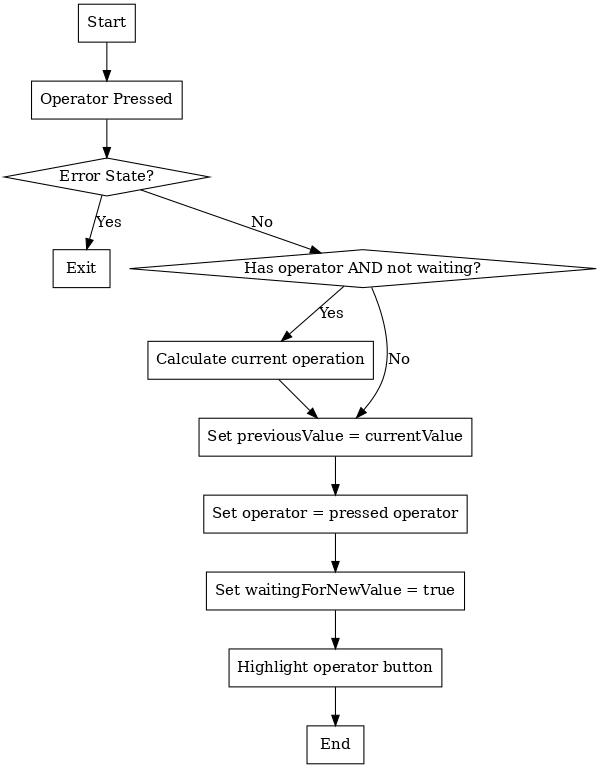 Start
Operator Pressed
Error State?
Yes
No
Exit
Has operator AND not waiting?
Yes
No
Calculate current operation
Set previousValue = currentValue
Set operator = pressed operator
Set waitingForNewValue = true
Highlight operator button
End